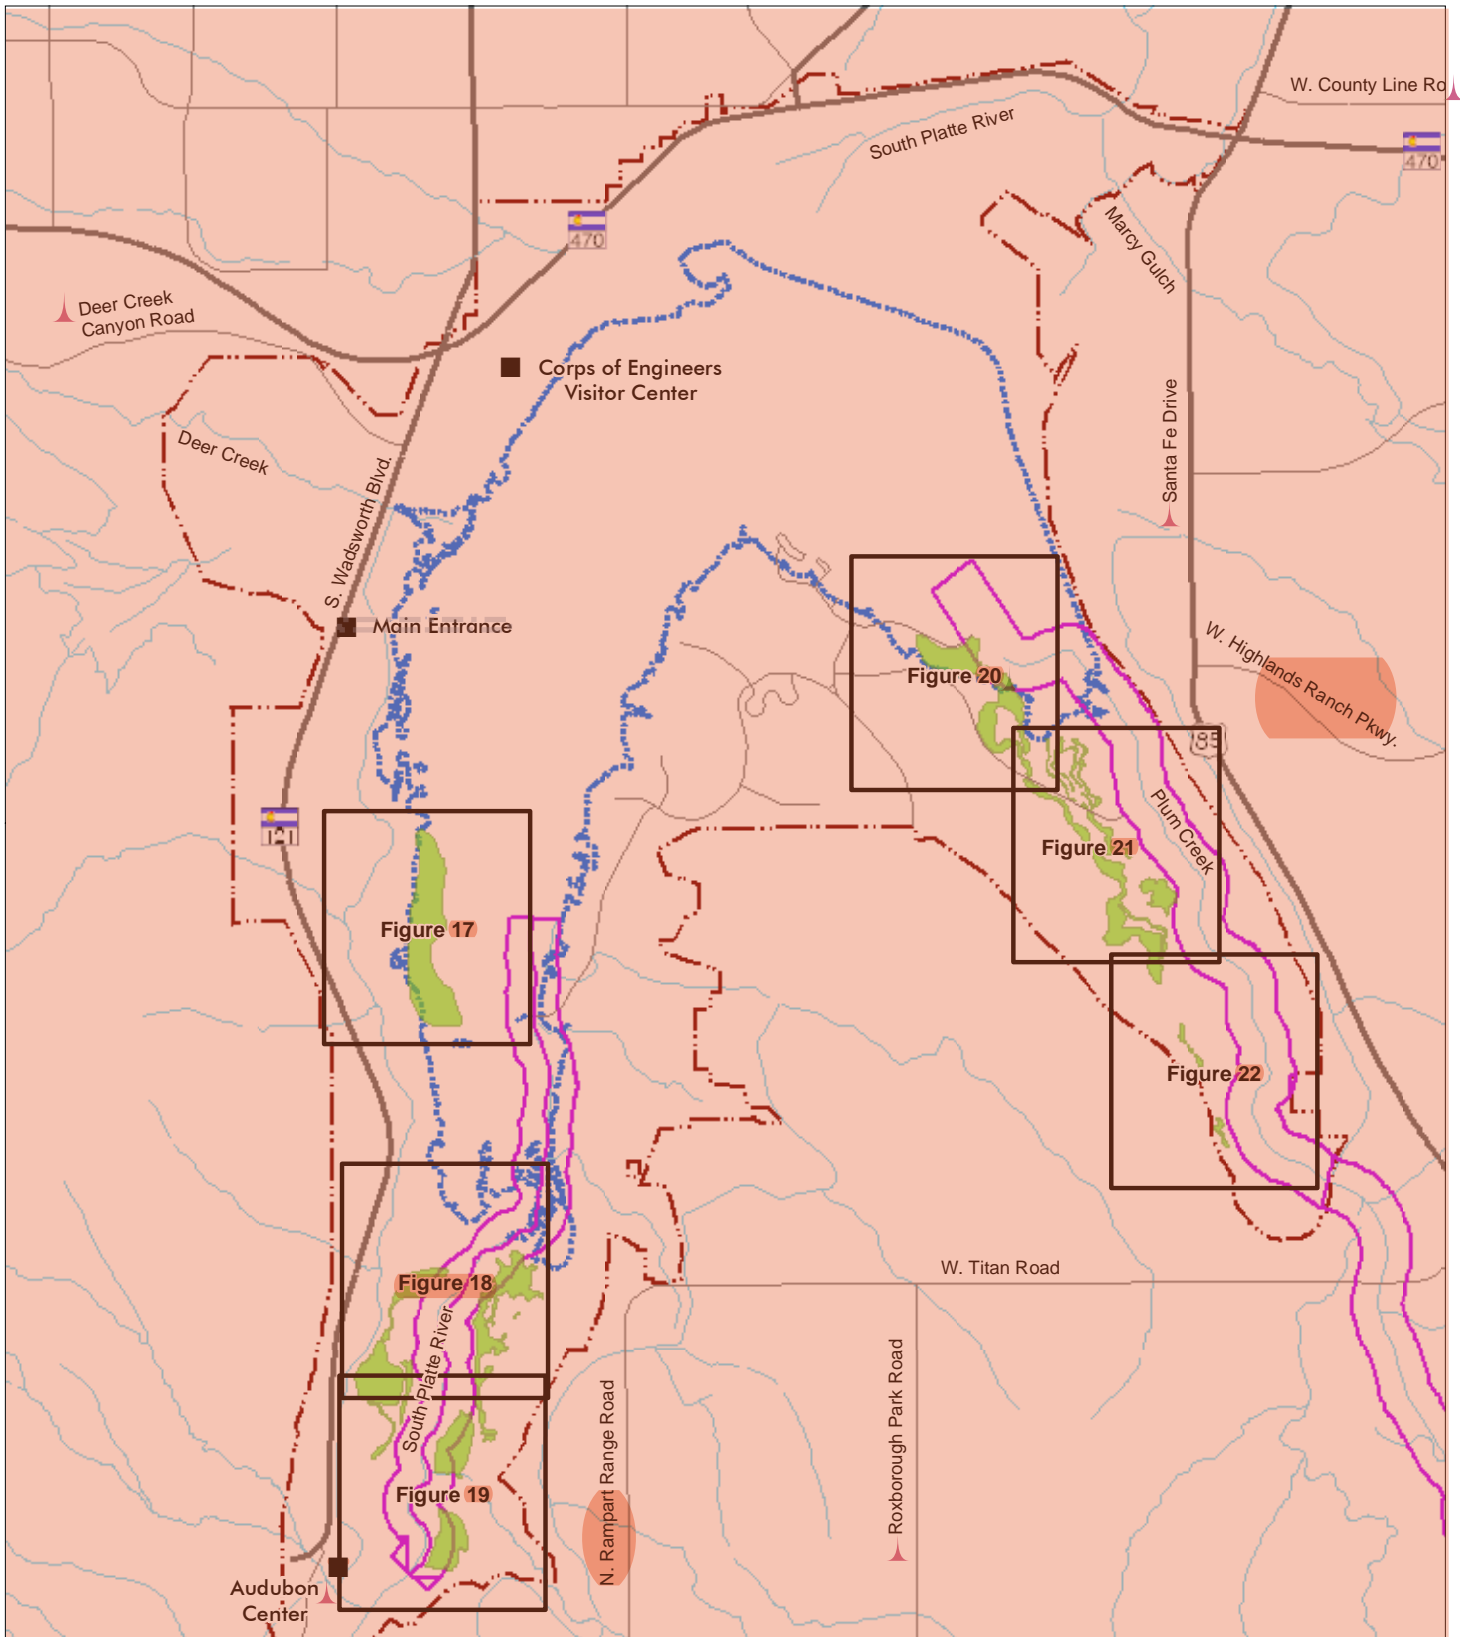 W. County Line Ro
South Platte River
470
470
Marcy Gulch
Deer Creek
Canyon Road
Corps of Engineers
Visitor Center
Santa Fe Drive
Deer Creek
S. Wadsworth Blvd.
Main Entrance
W. Highlands Ranch Pkwy.
Figure 20
85
Plum Creek
121
Figure 21
Figure 17
Figure 22
W. Titan Road
Figure 18
South Platte River
Roxborough Park Road
N. Rampart Range Road
Figure 19
Audubon
Center